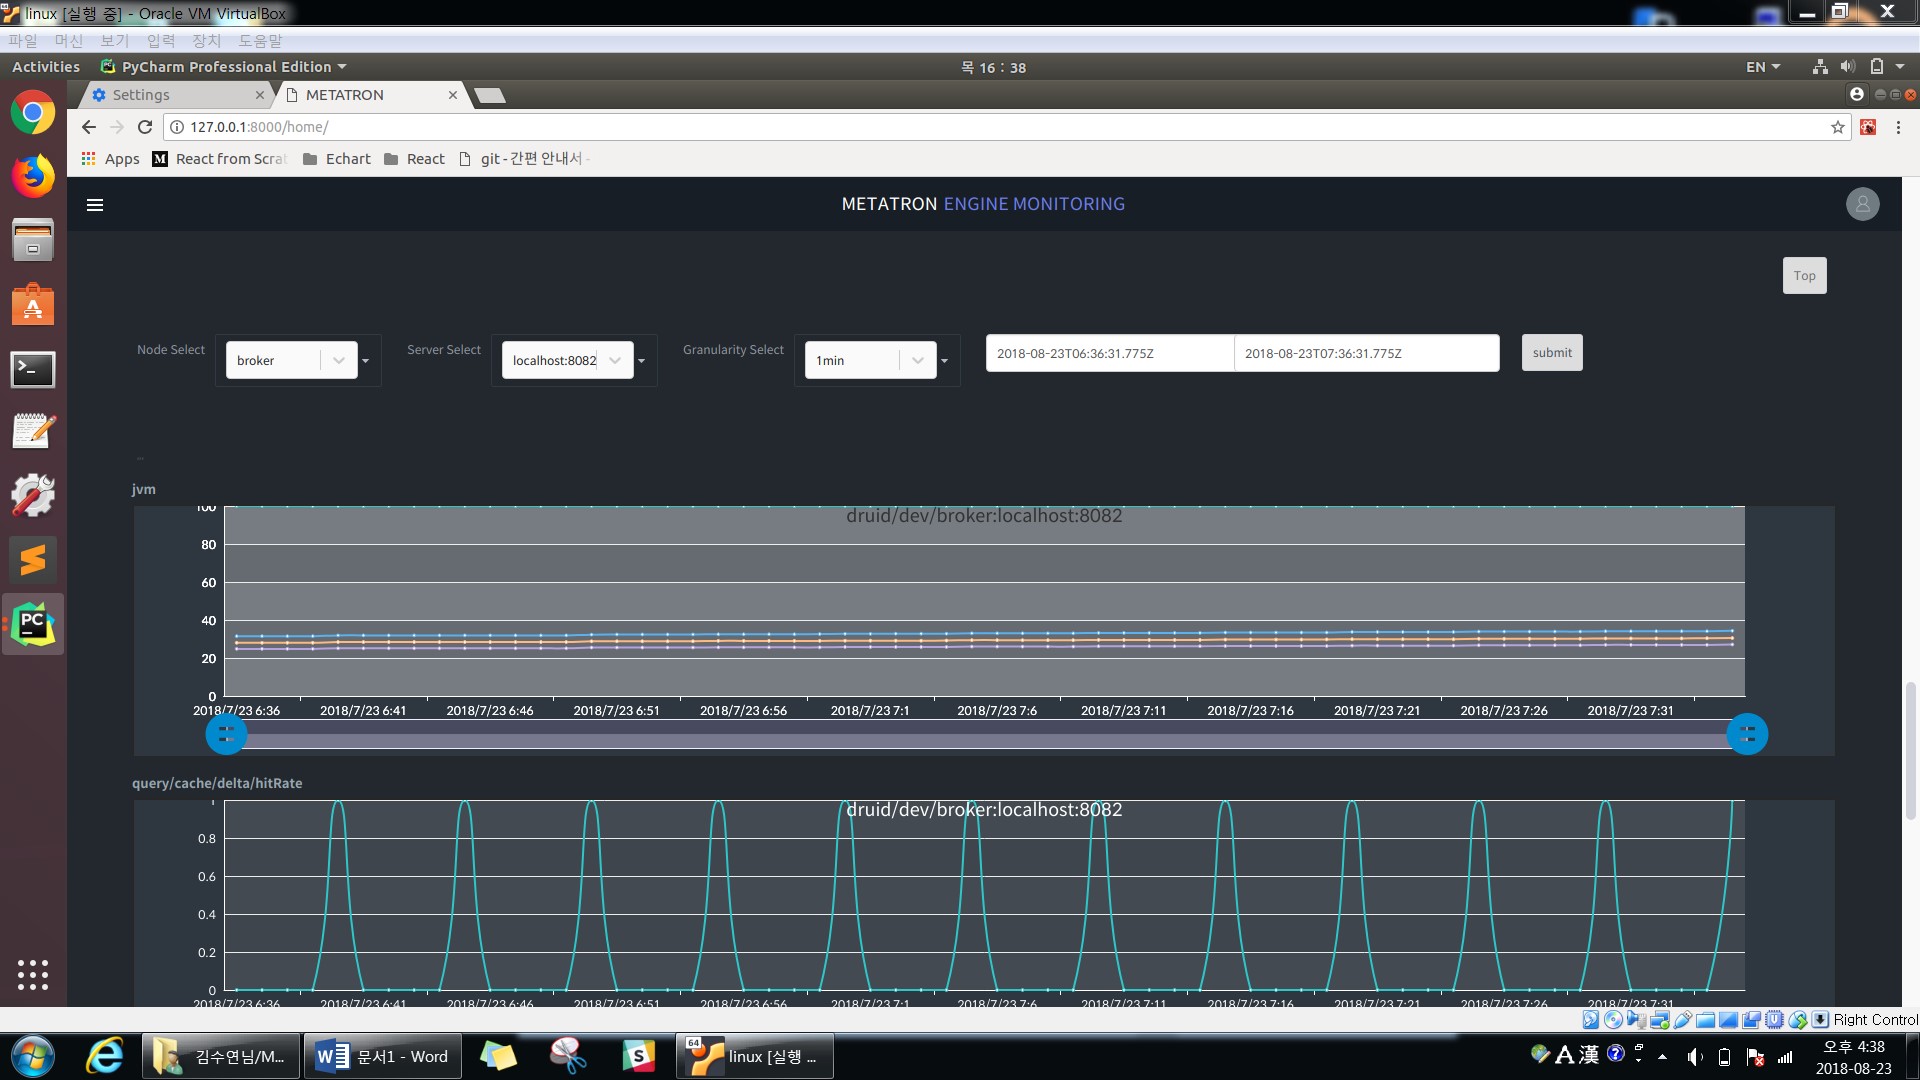 linux [실행 중] - Oracle VM VirtualBox
파일 머신 보기 입력 장치 도움말
Activities PyCharm Professional Edition 목 16 : 38 EN
Settings METATRON
127.0.0.1:8000/home/
Apps M React from Scrat Echart React git - 간편 안내서 -
METATRON ENGINE MONITORING
Top
Node Select broker Server Select localhost:8082 Granularity Select 1min 2018-08-23T06:36:31.775Z 2018-08-23T07:36:31.775Z submit
jvm
druid/dev/broker:localhost:8082
100
80
60
40
20
0
2018/7/23 6:36 2018/7/23 6:41 2018/7/23 6:46 2018/7/23 6:51 2018/7/23 6:56 2018/7/23 7:1 2018/7/23 7:6 2018/7/23 7:11 2018/7/23 7:16 2018/7/23 7:21 2018/7/23 7:26 2018/7/23 7:31
query/cache/delta/hitRate
druid/dev/broker:localhost:8082
1
0.8
0.6
0.4
0.2
0
2018/7/23 6:36 2018/7/23 6:41 2018/7/23 6:46 2018/7/23 6:51 2018/7/23 6:56 2018/7/23 7:1 2018/7/23 7:6 2018/7/23 7:11 2018/7/23 7:16 2018/7/23 7:21 2018/7/23 7:26 2018/7/23 7:31
PC
Right Control
김수연님/M... W 문서1 - Word S 64 linux [실행 ... A 漢 오후 4:38
2018-08-23